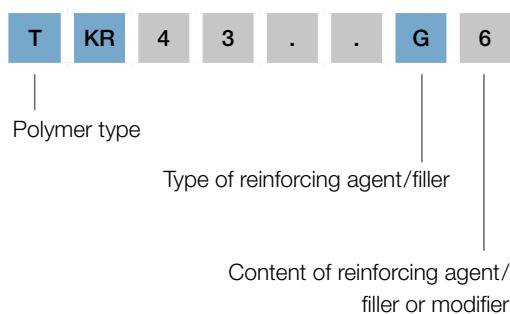 T KR 4 3 . . G 6
Polymer type
Type of reinforcing agent/filler
Content of reinforcing agent/
filler or modifier